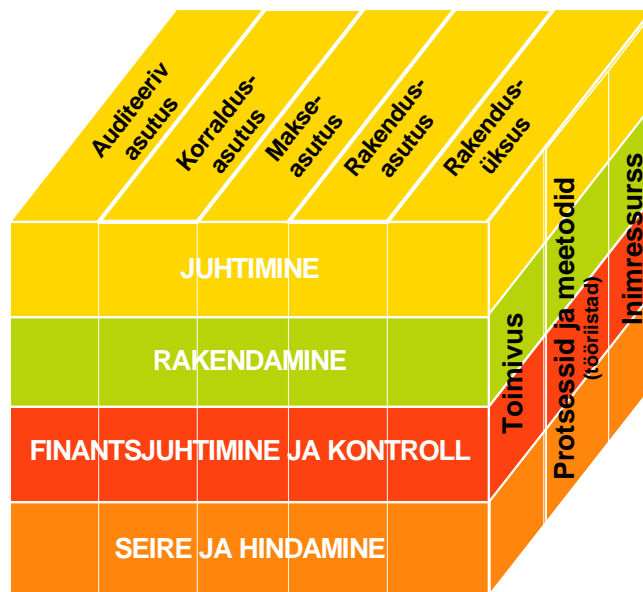 Auditeeriv
asutus
Korraldus-
asutus
Makse-
asutus
Rakendus-
asutus
Rakendus-
üksus
JUHTIMINE
RAKENDAMINE
FINANTSJUHTIMINE JA KONTROLL
SEIRE JA HINDAMINE
Toimivus
Protsessid ja meetodid
(tööriistad)
Inimressurss